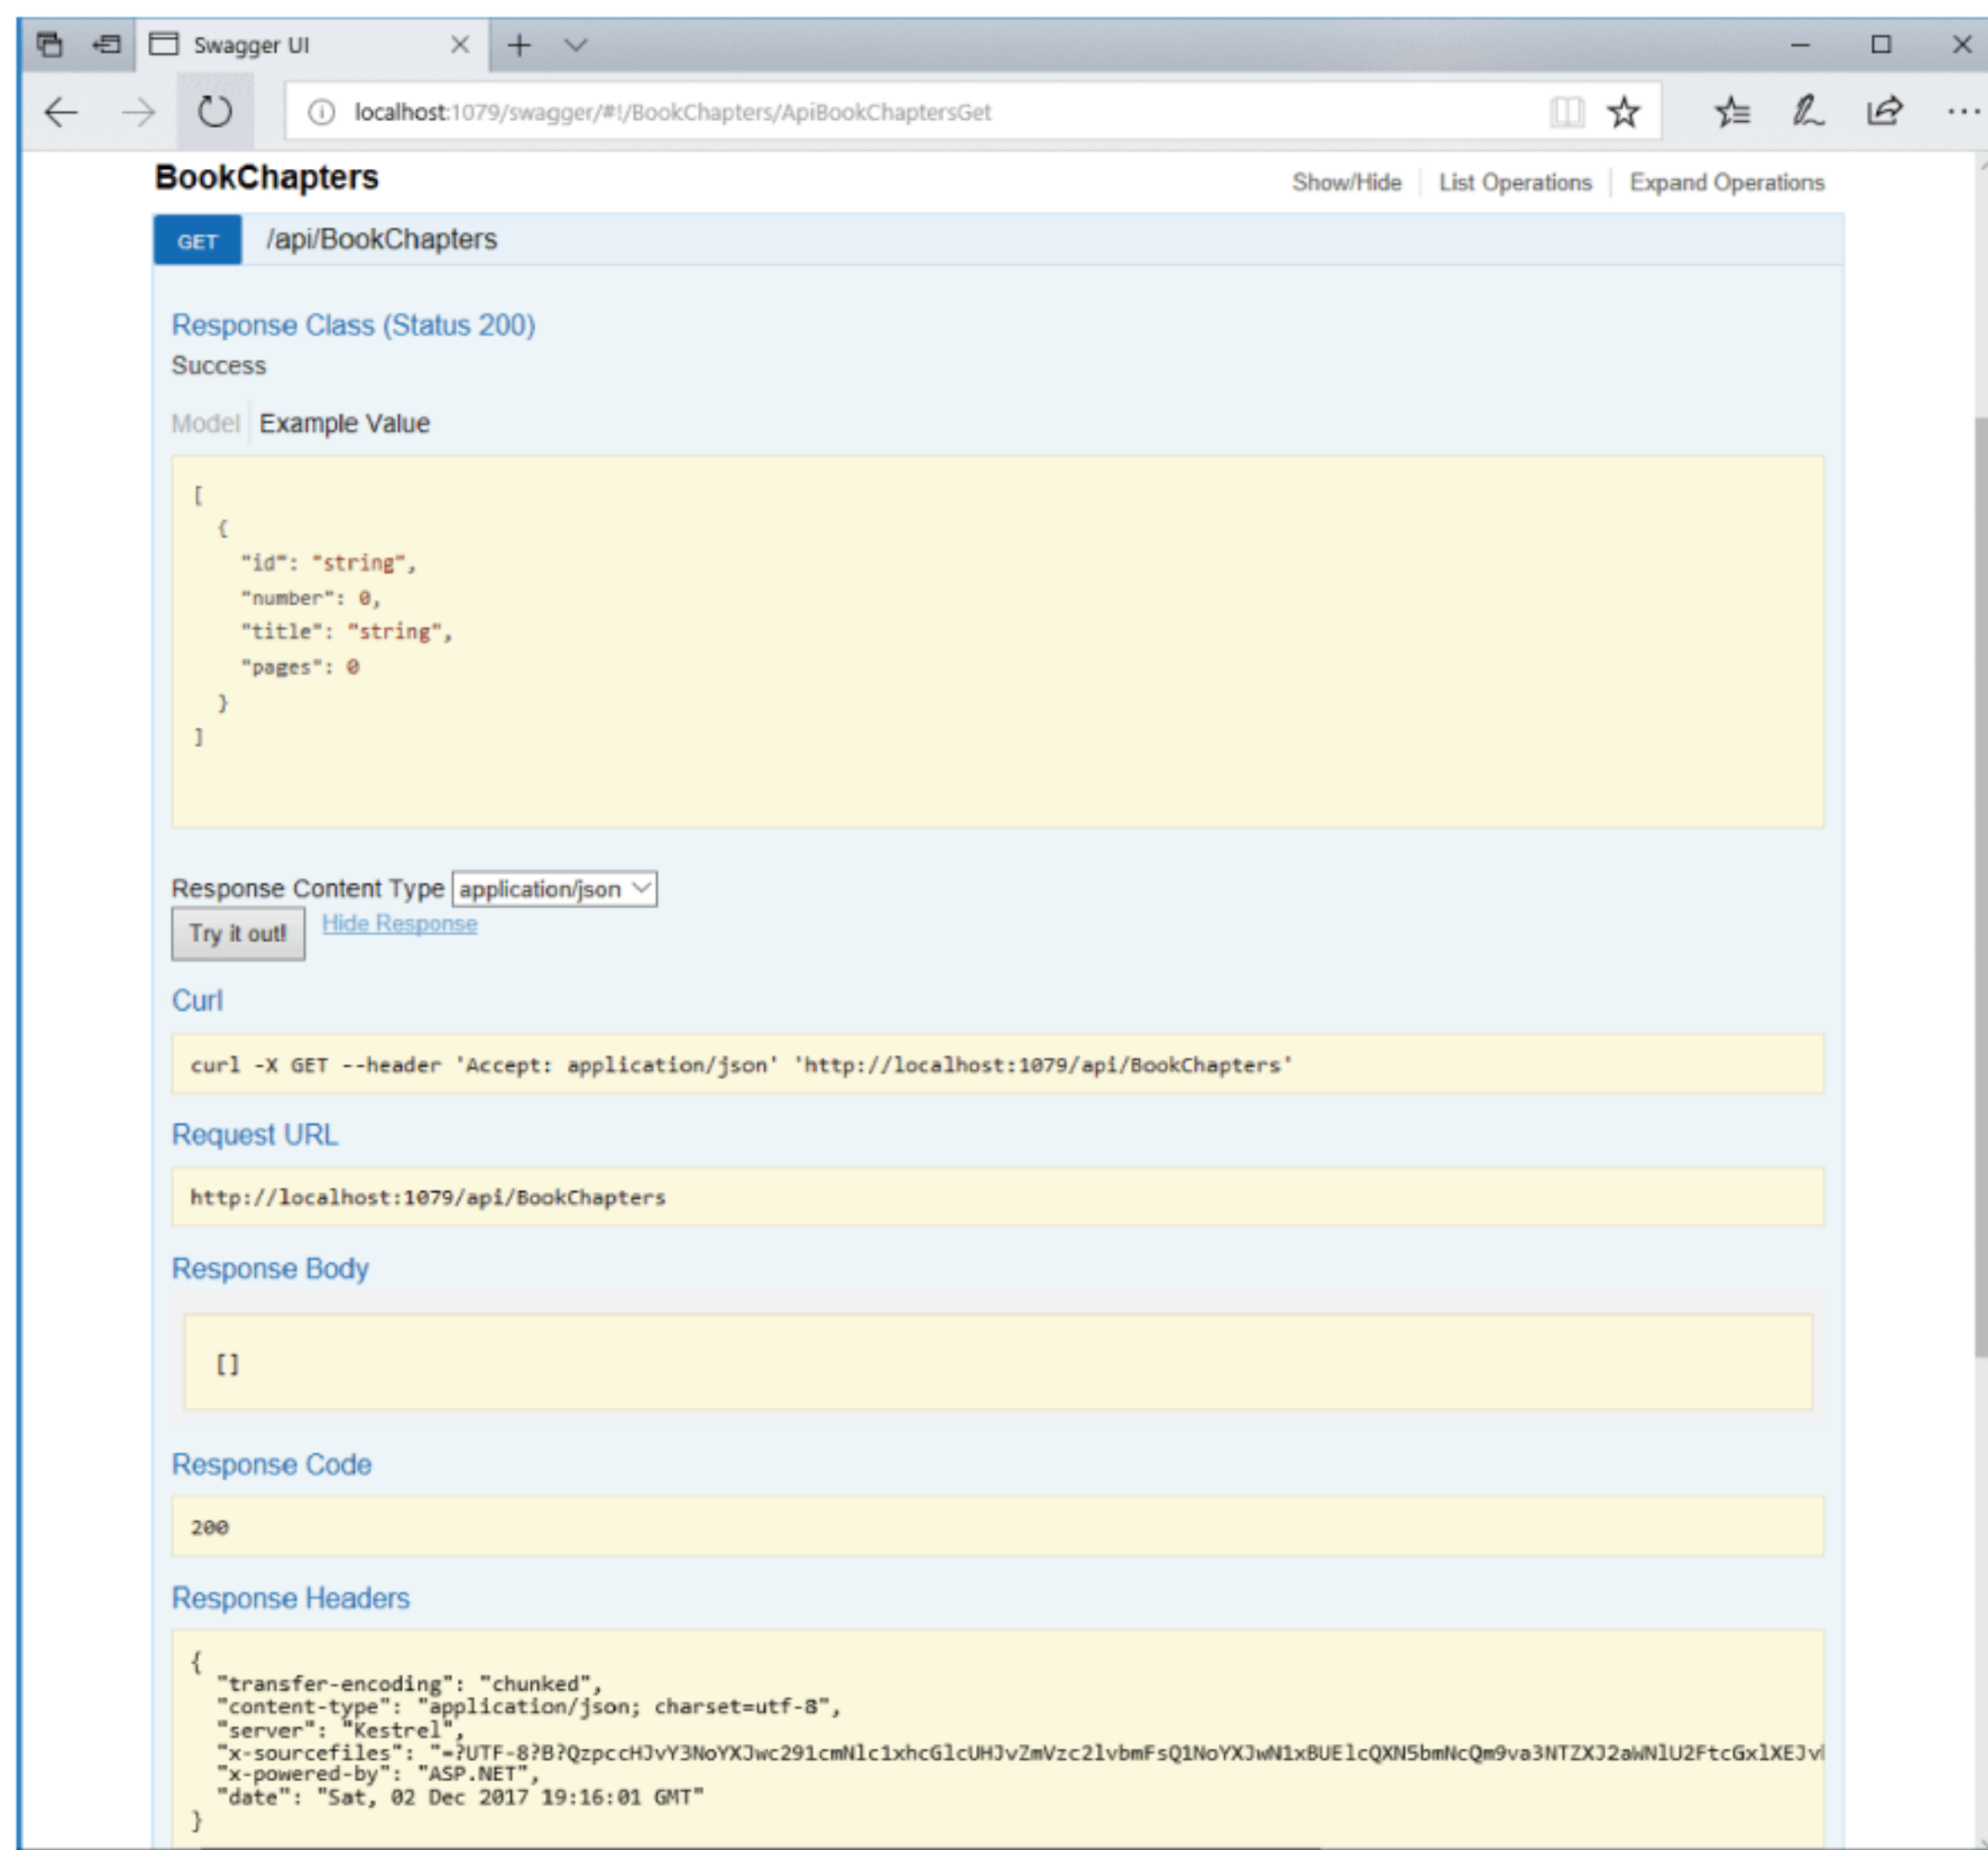 Swagger UI
localhost:1079/swagger/#!/BookChapters/ApiBookChaptersGet
BookChapters
Show/Hide List Operations Expand Operations
GET /api/BookChapters
Response Class (Status 200)
Success
Model Example Value
[
{
"id": "string",
"number": 0,
"title": "string",
"pages": 0
}
]
Response Content Type application/json
Try it out! Hide Response
Curl
curl -X GET --header 'Accept: application/json' 'http://localhost:1079/api/BookChapters'
Request URL
http://localhost:1079/api/BookChapters
Response Body
[]
Response Code
200
Response Headers
{
"transfer-encoding": "chunked",
"content-type": "application/json; charset=utf-8",
"server": "Kestrel",
"x-sourcefiles": 
"x-powered-by": "ASP.NET",
"date": "Sat, 02 Dec 2017 19:16:01 GMT"
}